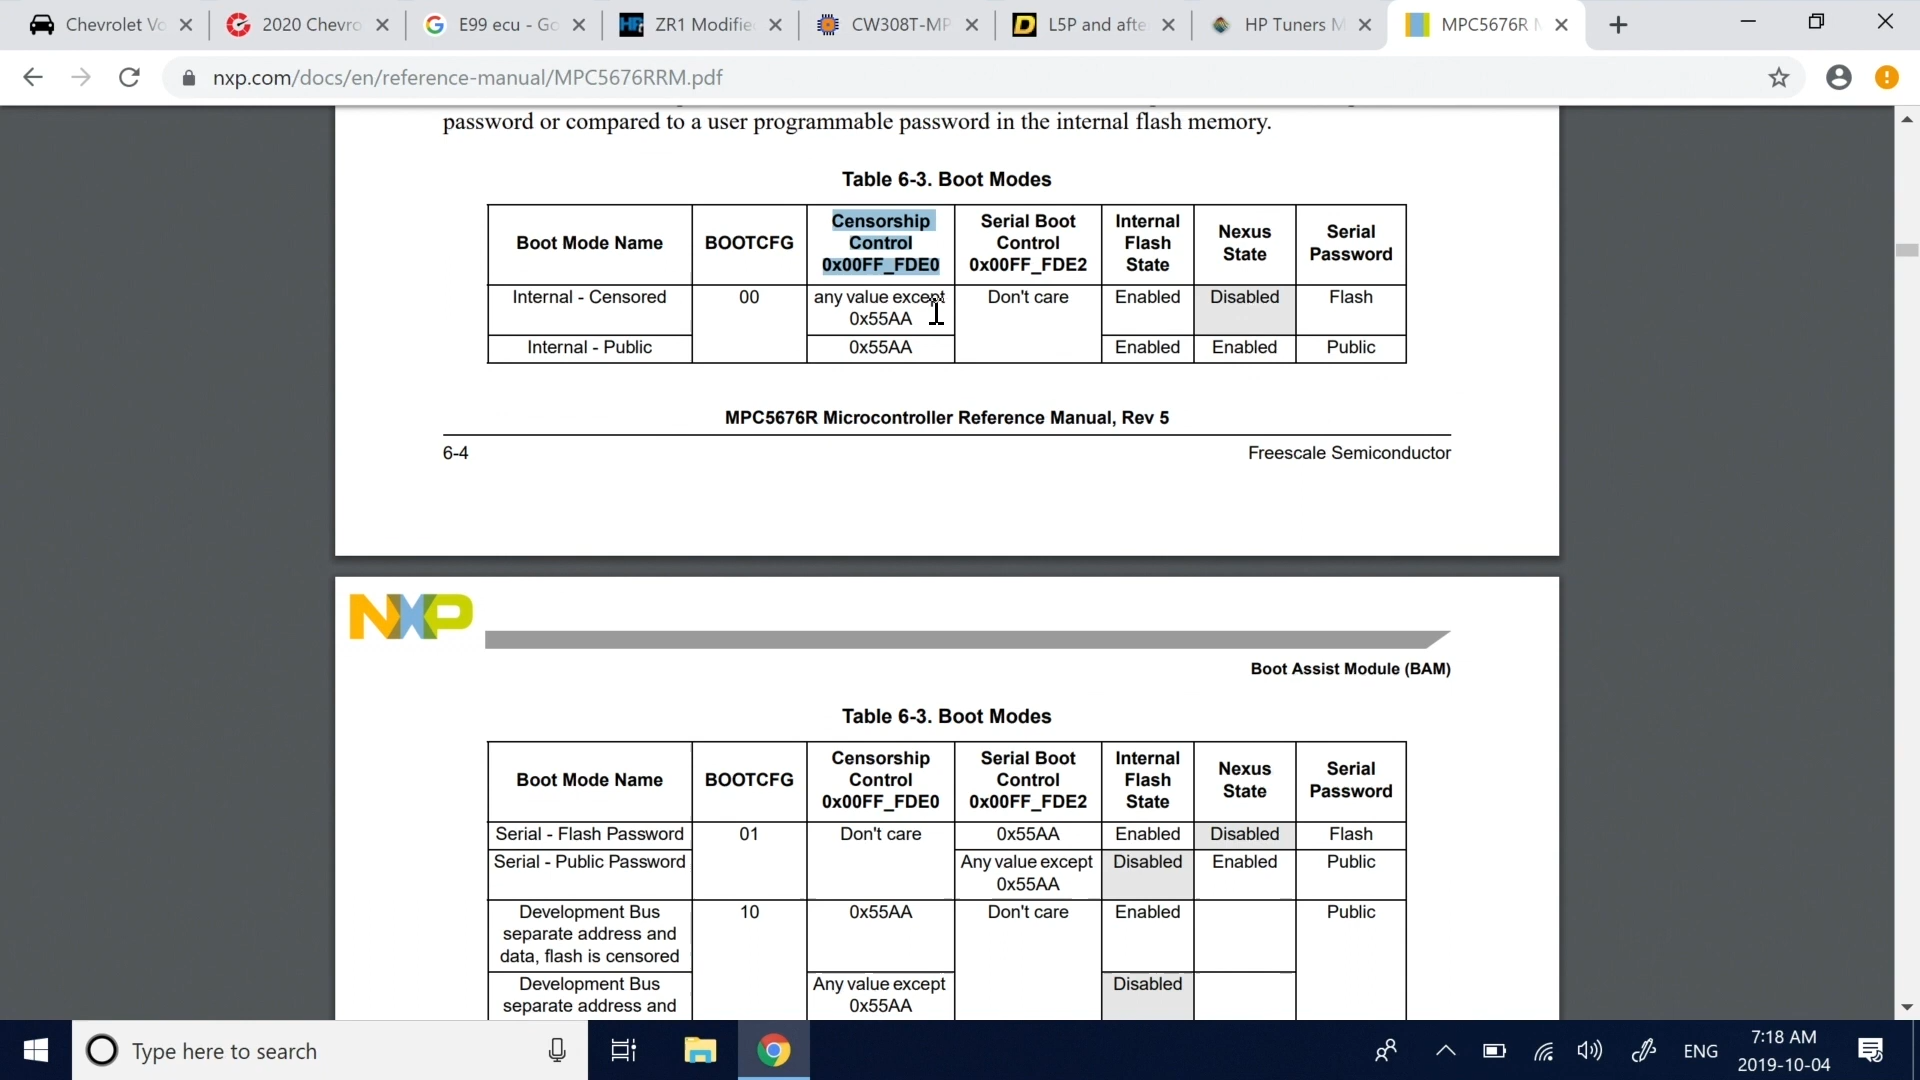 Chevrolet Vo
2020 Chevro
E99 ecu - Go
ZR1 Modifie
CW308T-MP
L5P and afte
HP Tuners M
MPC5676R M
nxp.com/docs/en/reference-manual/MPC5676RRM.pdf
password or compared to a user programmable password in the internal flash memory.
Table 6-3. Boot Modes
Boot Mode Name BOOTCFG Censorship Control 0x00FF_FDE0 Serial Boot Control 0x00FF_FDE2 Internal Flash State Nexus State Serial Password
Internal - Censored 00 any value except 0x55AA Don't care Enabled Disabled Flash
Internal - Public 0x55AA Enabled Enabled Public
MPC5676R Microcontroller Reference Manual, Rev 5
6-4 Freescale Semiconductor
NXP
Boot Assist Module (BAM)
Table 6-3. Boot Modes
Boot Mode Name BOOTCFG Censorship Control 0x00FF_FDE0 Serial Boot Control 0x00FF_FDE2 Internal Flash State Nexus State Serial Password
Serial - Flash Password 01 Don't care 0x55AA Enabled Disabled Flash
Serial - Public Password Any value except 0x55AA Disabled Enabled Public
Development Bus separate address and data, flash is censored 10 0x55AA Don't care Enabled Public
Development Bus separate address and Any value except 0x55AA Disabled
Type here to search
ENG
7:18 AM
2019-10-04